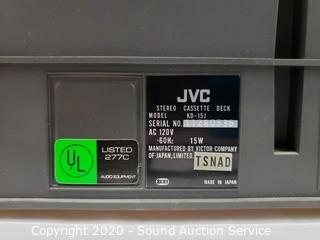 JVC
STEREO CASSETTE DECK
MODEL KD-15J
SERIAL NO.
AC 120V
60Hz 15W
MANUFACTURED BY VICTOR COMPANY
OF JAPAN, LIMITED.
TSNAD
MADE IN JAPAN
UL
LISTED
277C
AUDIO EQUIPMENT
Copyright © 2020 - Sound Auction Service